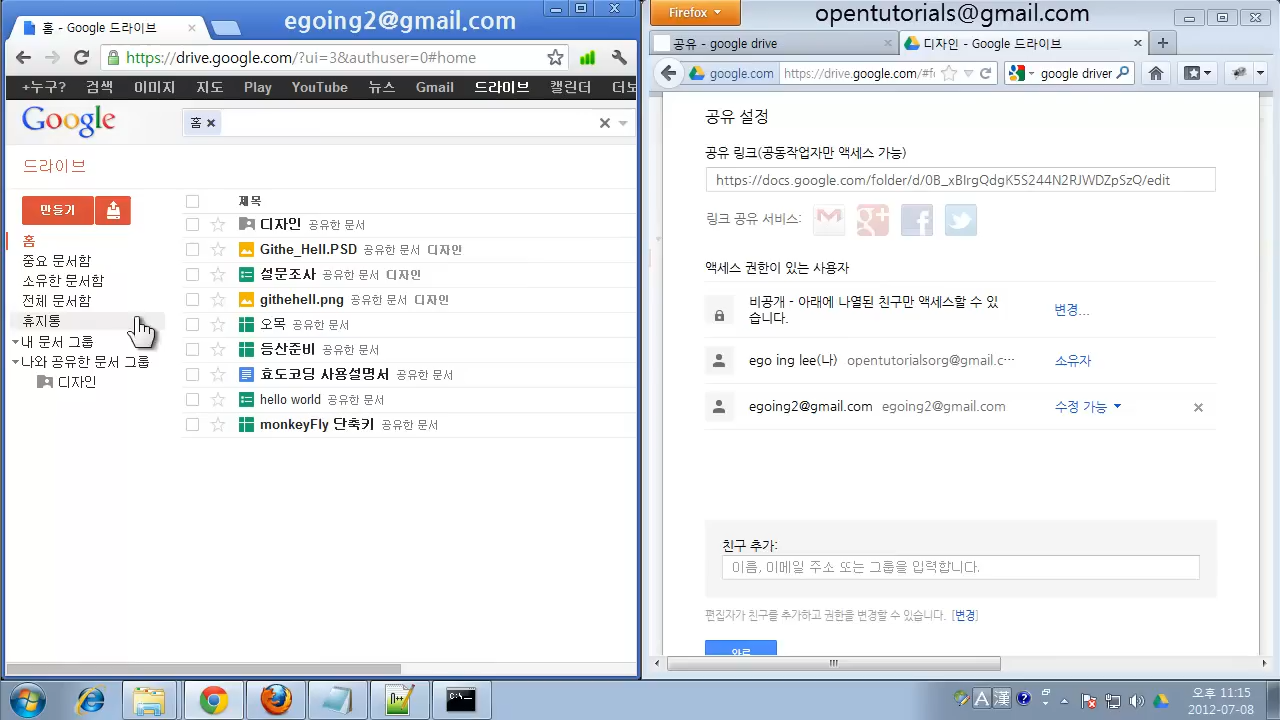 홈 - Google 드라이브
egoing2@gmail.com
https://drive.google.com/?ui=3&authuser=0#home
+누구? 검색 이미지 지도 Play YouTube 뉴스 Gmail 드라이브 캘린더 더보
Google
홈
드라이브
만들기
홈
중요 문서함
소유한 문서함
전체 문서함
휴지통
내 문서 그룹
나와 공유한 문서 그룹
디자인
제목
디자인 공유한 문서
Githe_Hell.PSD 공유한 문서 디자인
설문조사 공유한 문서 디자인
githehell.png 공유한 문서 디자인
오목 공유한 문서
등산준비 공유한 문서
효도코딩 사용설명서 공유한 문서
hello world 공유한 문서
monkeyFly 단축키 공유한 문서
Firefox
opentutorials@gmail.com
공유 - google drive
디자인 - Google 드라이브
google.com
https://drive.google.com/#f
google driver
공유 설정
공유 링크(공동작업자만 액세스 가능)
https://docs.google.com/folder/d/0B_xBIrgQdgK5S244N2RJWDZpSzQ/edit
링크 공유 서비스:
액세스 권한이 있는 사용자
비공개 - 아래에 나열된 친구만 액세스할 수 있
습니다.
변경...
ego ing lee(나) opentutorialsorg@gmail.c…
소유자
egoing2@gmail.com egoing2@gmail.com
수정 가능
친구 추가:
이름, 이메일 주소 또는 그룹을 입력합니다.
편집자가 친구를 추가하고 권한을 변경할 수 있습니다. [변경]
완료
A 漢
오후 11:15
2012-07-08